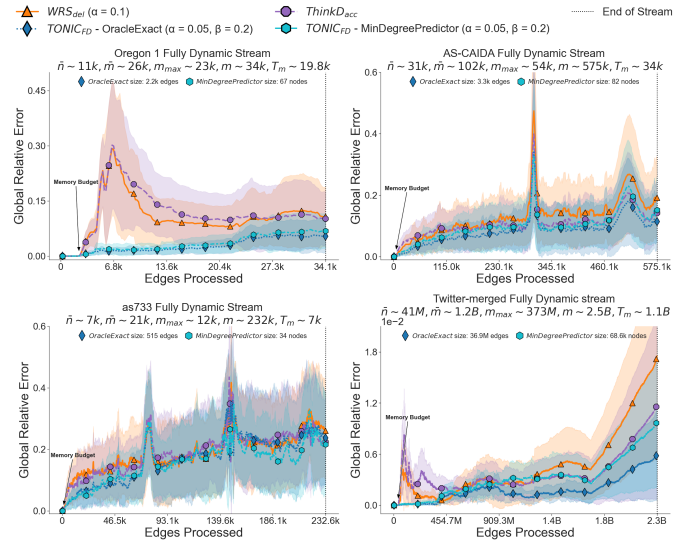 WRS_del (α = 0.1)
ThinkD_acc
End of Stream
TONIC_FD - OracleExact (α = 0.05, β = 0.2)
TONIC_FD - MinDegreePredictor (α = 0.05, β = 0.2)
Oregon 1 Fully Dynamic Stream
n̄ ~ 11k, m̄ ~ 26k, m_max ~ 23k, m ~ 34k, T_m ~ 19.8k
OracleExact size: 2.2k edges
MinDegreePredictor size: 67 nodes
Global Relative Error
0.45
0.30
0.15
0.00
Memory Budget
0
6.8k
13.6k
20.4k
27.3k
34.1k
Edges Processed
AS-CAIDA Fully Dynamic Stream
n̄ ~ 31k, m̄ ~ 102k, m_max ~ 54k, m ~ 575k, T_m ~ 34k
OracleExact size: 3.3k edges
MinDegreePredictor size: 82 nodes
Global Relative Error
0.6
0.4
0.2
0.0
Memory Budget
0
115.0k
230.1k
345.1k
460.1k
575.1k
Edges Processed
as733 Fully Dynamic Stream
n̄ ~ 7k, m̄ ~ 21k, m_max ~ 12k, m ~ 232k, T_m ~ 7k
OracleExact size: 515 edges
MinDegreePredictor size: 34 nodes
Global Relative Error
0.6
0.4
0.2
0.0
Memory Budget
0
46.5k
93.1k
139.6k
186.1k
232.6k
Edges Processed
Twitter-merged Fully Dynamic stream
n̄ ~ 41M, m̄ ~ 1.2B, m_max ~ 373M, m ~ 2.5B, T_m ~ 1.1B
1e-2
OracleExact size: 36.9M edges
MinDegreePredictor size: 68.6k nodes
Global Relative Error
1.8
1.2
0.6
0.0
Memory Budget
0
454.7M
909.3M
1.4B
1.8B
2.3B
Edges Processed